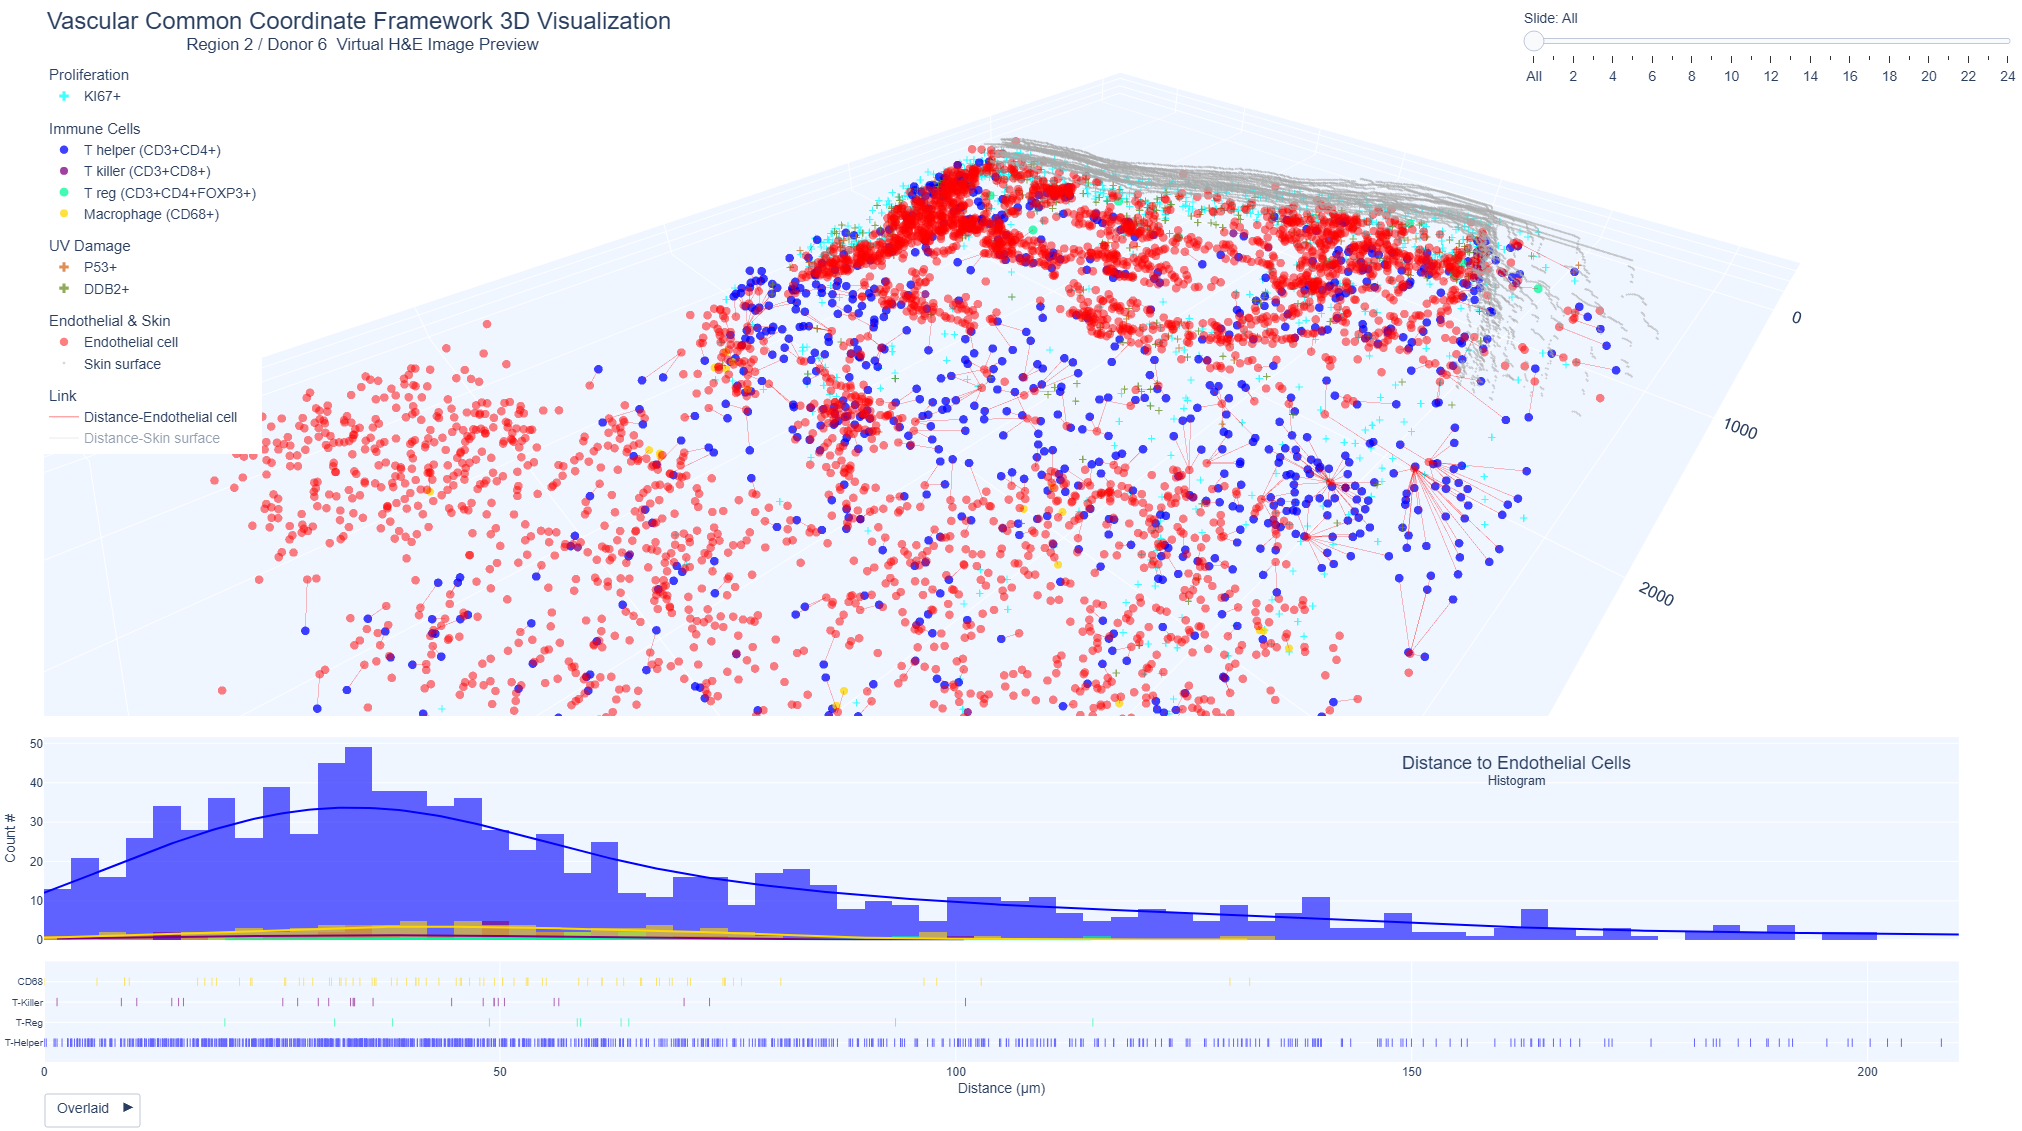 Vascular Common Coordinate Framework 3D Visualization
Region 2 / Donor 6  Virtual H&E Image Preview
Slide: All
All 2 4 6 8 10 12 14 16 18 20 22 24
Proliferation
KI67+
Immune Cells
T helper (CD3+CD4+)
T killer (CD3+CD8+)
T reg (CD3+CD4+FOXP3+)
Macrophage (CD68+)
UV Damage
P53+
DDB2+
Endothelial & Skin
Endothelial cell
Skin surface
Link
Distance-Endothelial cell
Distance-Skin surface
0
1000
2000
Distance to Endothelial Cells
Histogram
Count #
50
40
30
20
10
0
CD68
T-Killer
T-Reg
T-Helper
0 50 100 150 200
Distance (μm)
Overlaid ►